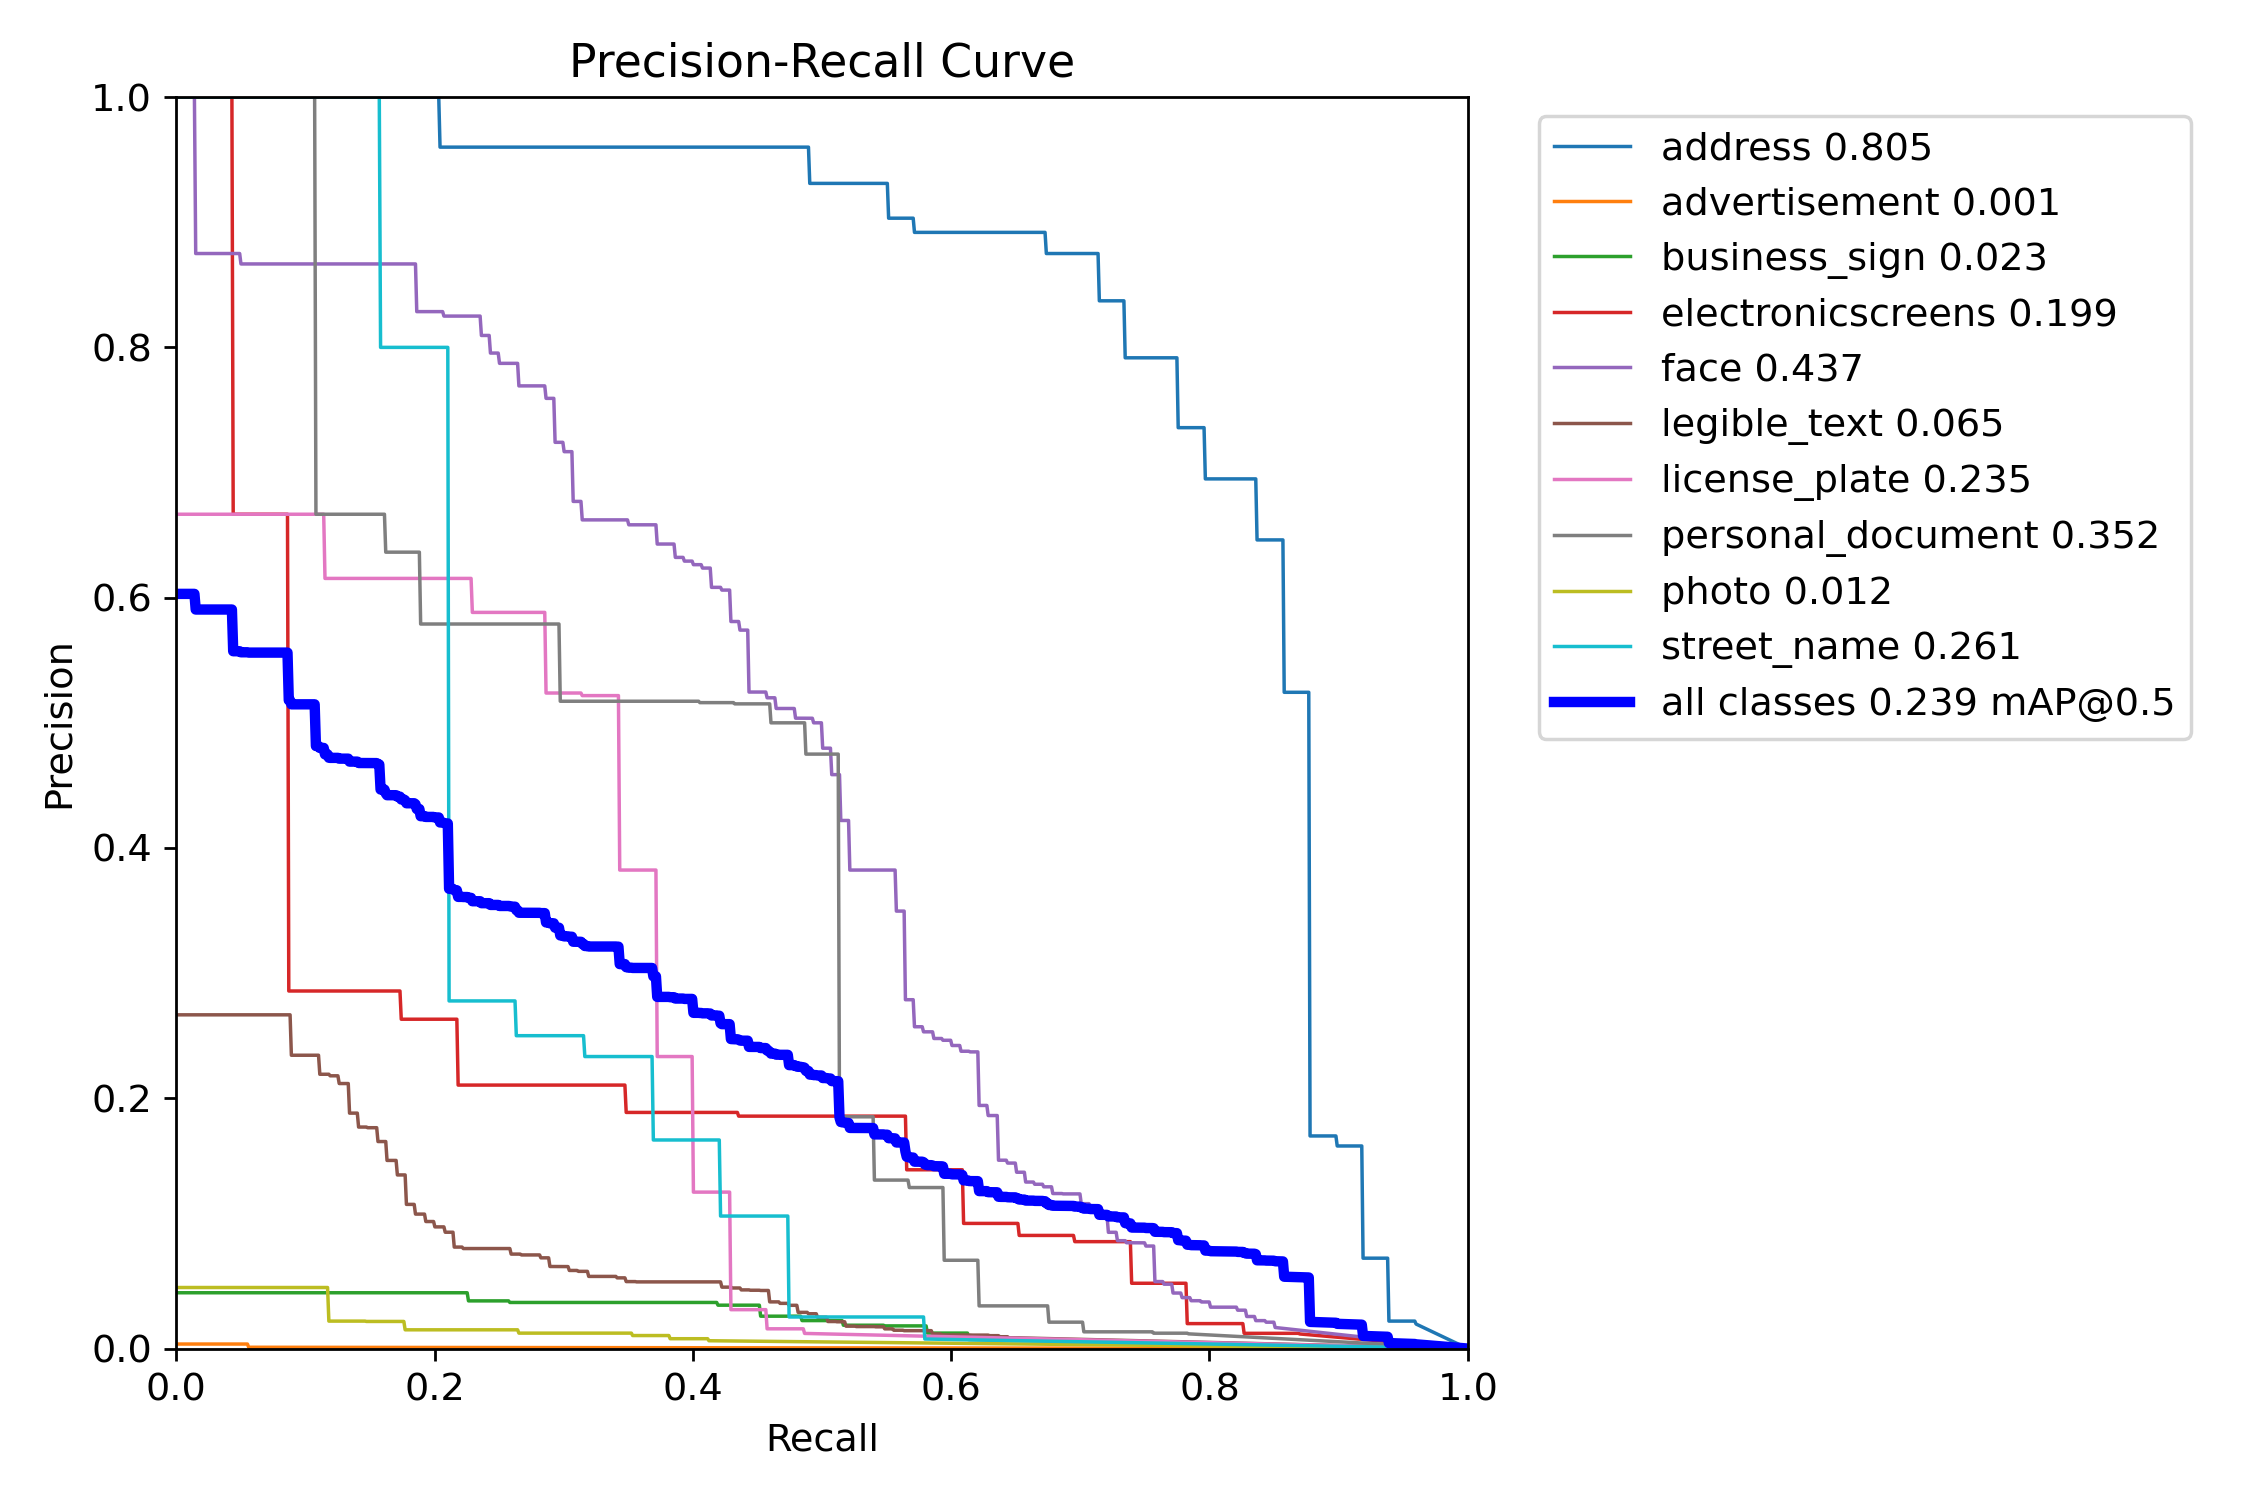 Precision-Recall Curve
1.0
0.8
0.6
0.4
0.2
0.0
Precision
0.0 0.2 0.4 0.6 0.8 1.0
Recall
address 0.805
advertisement 0.001
business_sign 0.023
electronicscreens 0.199
face 0.437
legible_text 0.065
license_plate 0.235
personal_document 0.352
photo 0.012
street_name 0.261
all classes 0.239 mAP@0.5